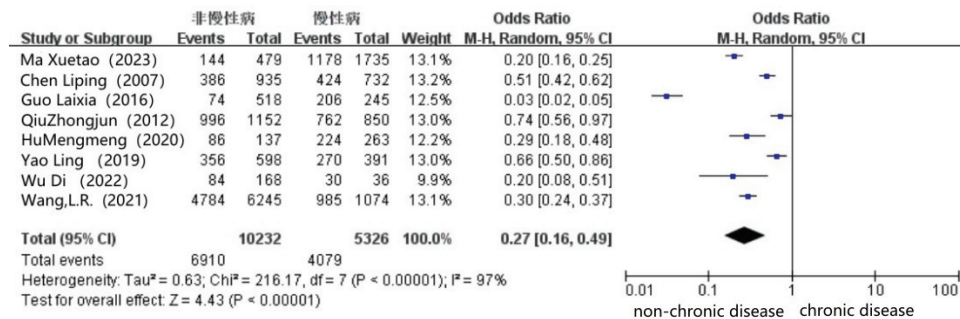 非慢性病 慢性病 Odds Ratio Odds Ratio
Study or Subgroup Events Total Events Total Weight M-H, Random, 95% CI M-H, Random, 95% CI
Ma Xuetao (2023) 144 479 1178 1735 13.1% 0.20 [0.16, 0.25]
Chen Liping (2007) 386 935 424 732 13.1% 0.51 [0.42, 0.62]
Guo Laixia (2016) 74 518 206 245 12.5% 0.03 [0.02, 0.05]
QiuZhongjun (2012) 996 1152 762 850 12.9% 0.74 [0.56, 0.97]
HuMengmeng (2020) 86 137 224 263 12.4% 0.29 [0.18, 0.48]
Yao Ling (2019) 356 598 270 391 13.0% 0.66 [0.50, 0.86]
Wu Di (2022) 84 168 30 36 9.9% 0.20 [0.08, 0.51]
Wang,L.R. (2021) 4784 6245 985 1074 13.1% 0.30 [0.24, 0.37]
Total (95% CI) 10232 5326 100.0% 0.27 [0.16, 0.49]
Total events 6910 4079
Heterogeneity: Tau² = 0.63; Chi² = 216.17, df = 7 (P < 0.00001); I² = 97%
Test for overall effect: Z = 4.43 (P < 0.00001)
0.01 0.1 1 10 100
non-chronic disease chronic disease